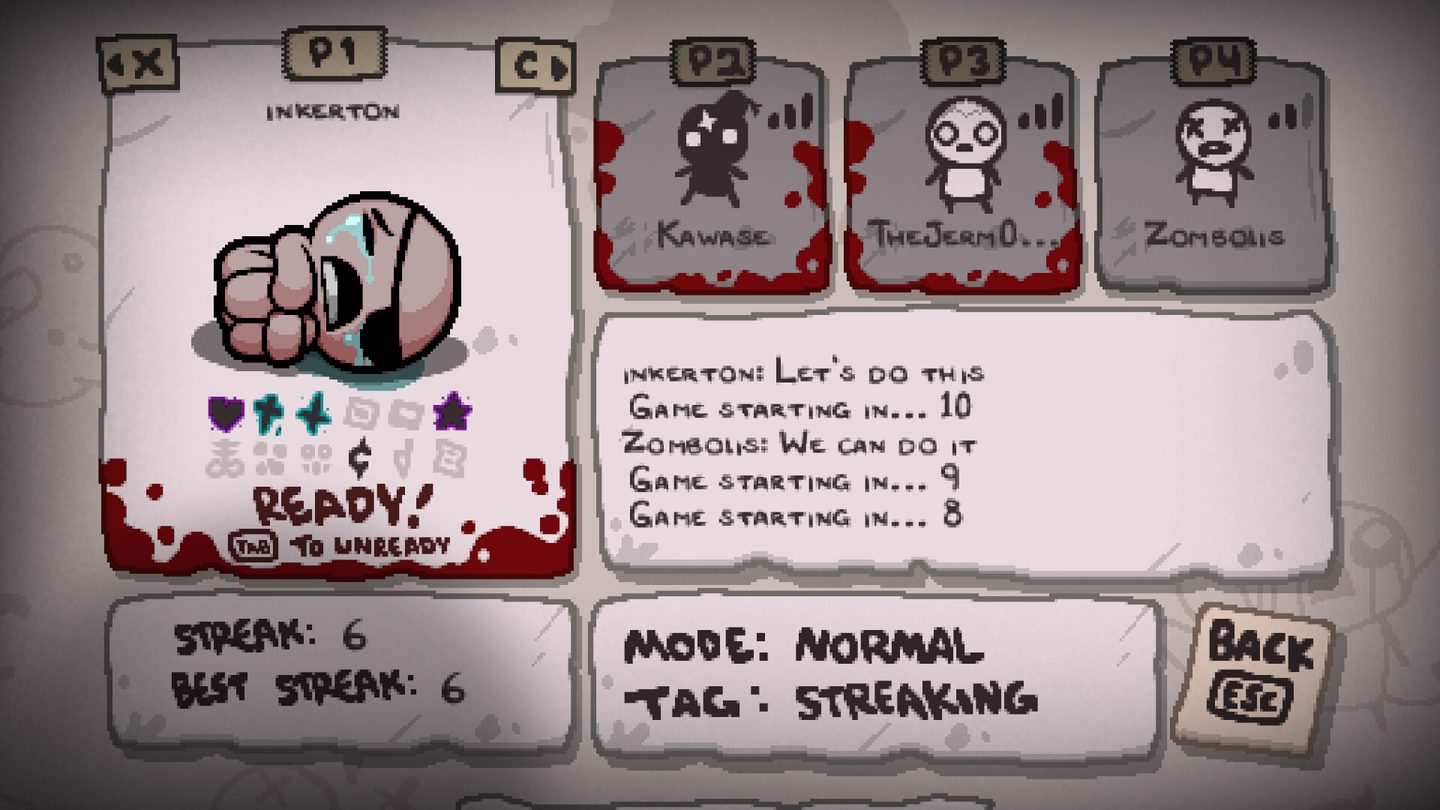 X
P1
C
INKERTON
P2
KAWASE
P3
THEJERMO...
P4
ZOMBOLIS
READY!
TAB TO UNREADY
INKERTON: LET'S DO THIS
GAME STARTING IN... 10
ZOMBOLIS: WE CAN DO IT
GAME STARTING IN... 9
GAME STARTING IN... 8
STREAK: 6
BEST STREAK: 6
MODE: NORMAL
TAG: STREAKING
BACK
ESC